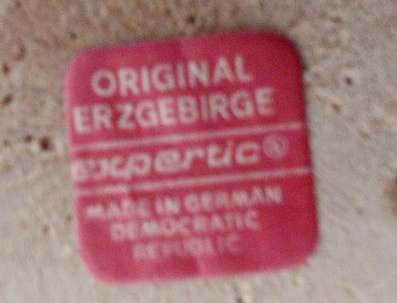 ORIGINAL
ERZGEBIRGE
expertic ®
MADE IN GERMAN
DEMOCRATIC
REPUBLIC